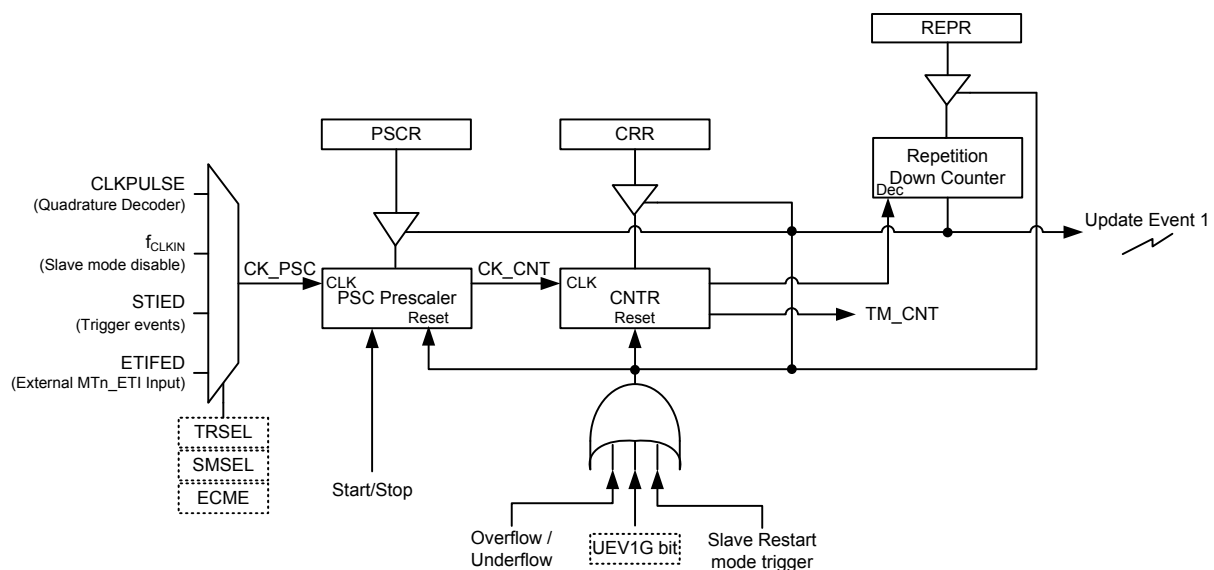 REPR
PSCR
CRR
Repetition
Down Counter
Dec
CLKPULSE
(Quadrature Decoder)
fCLKIN
(Slave mode disable)
STIED
(Trigger events)
ETIFED
(External MTn_ETI Input)
TRSEL
SMSEL
ECME
CK_PSC
CLK
PSC Prescaler
Reset
Start/Stop
CK_CNT
CLK
CNTR
Reset
Update Event 1
TM_CNT
Overflow /
Underflow
UEV1G bit
Slave Restart
mode trigger